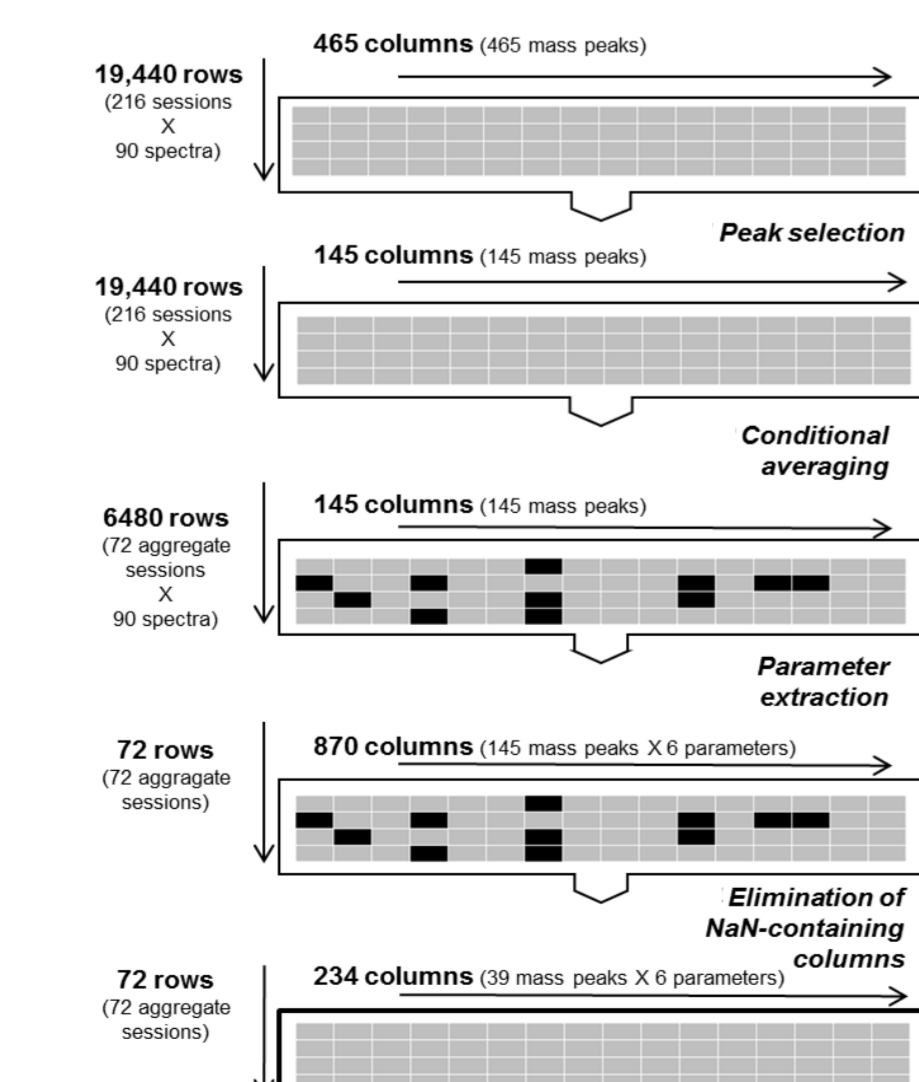 465 columns (465 mass peaks)
19,440 rows
(216 sessions
X
90 spectra)
Peak selection
145 columns (145 mass peaks)
19,440 rows
(216 sessions
X
90 spectra)
Conditional
averaging
145 columns (145 mass peaks)
6480 rows
(72 aggregate
sessions
X
90 spectra)
Parameter
extraction
870 columns (145 mass peaks X 6 parameters)
72 rows
(72 aggragate
sessions)
Elimination of
NaN-containing
columns
234 columns (39 mass peaks X 6 parameters)
72 rows
(72 aggregate
sessions)